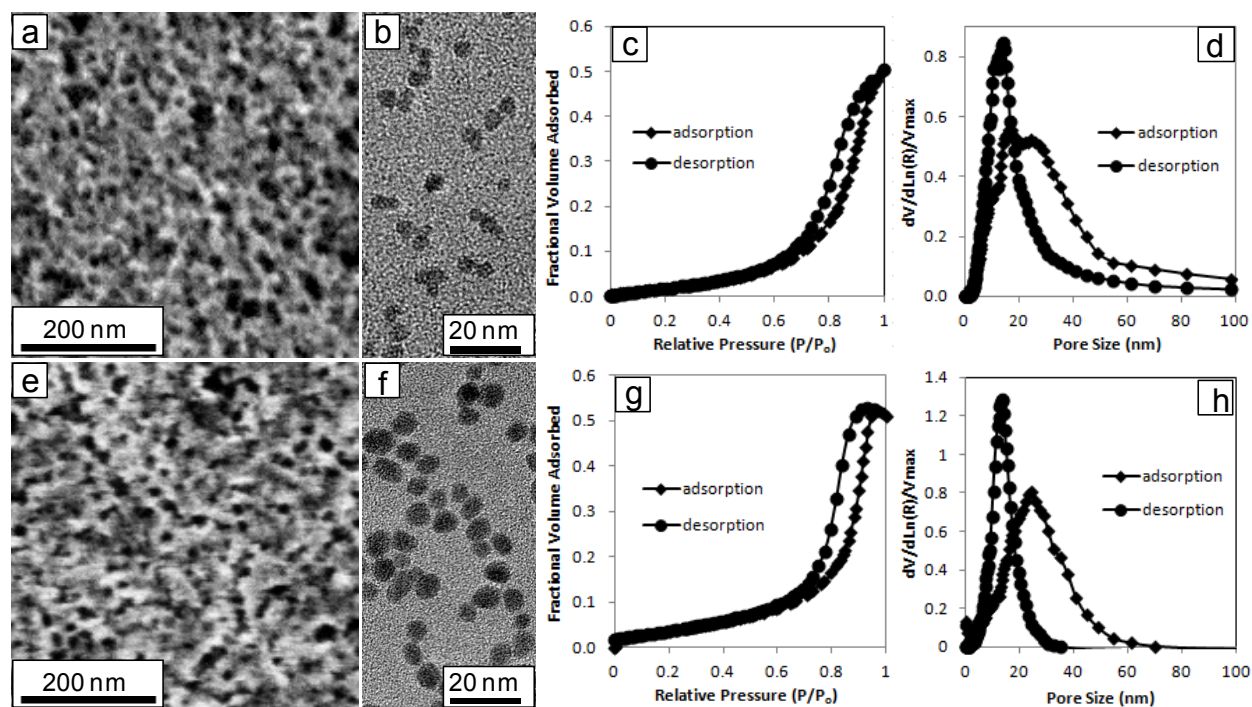 a
200 nm
b
20 nm
c
Fractional Volume Adsorbed
0.6
0.5
0.4
0.3
0.2
0.1
0.0
adsorption
desorption
0 0.2 0.4 0.6 0.8 1
Relative Pressure (P/Pₒ)
d
dV/dLn(R)/Vmax
0.8
0.6
0.4
0.2
0.0
adsorption
desorption
0 20 40 60 80 100
Pore Size (nm)
e
200 nm
f
20 nm
g
Fractional Volume Adsorbed
0.6
0.5
0.4
0.3
0.2
0.1
0.0
adsorption
desorption
0 0.2 0.4 0.6 0.8 1
Relative Pressure (P/Pₒ)
h
dV/dLn(R)/Vmax
1.4
1.2
1
0.8
0.6
0.4
0.2
0
adsorption
desorption
0 20 40 60 80 100
Pore Size (nm)